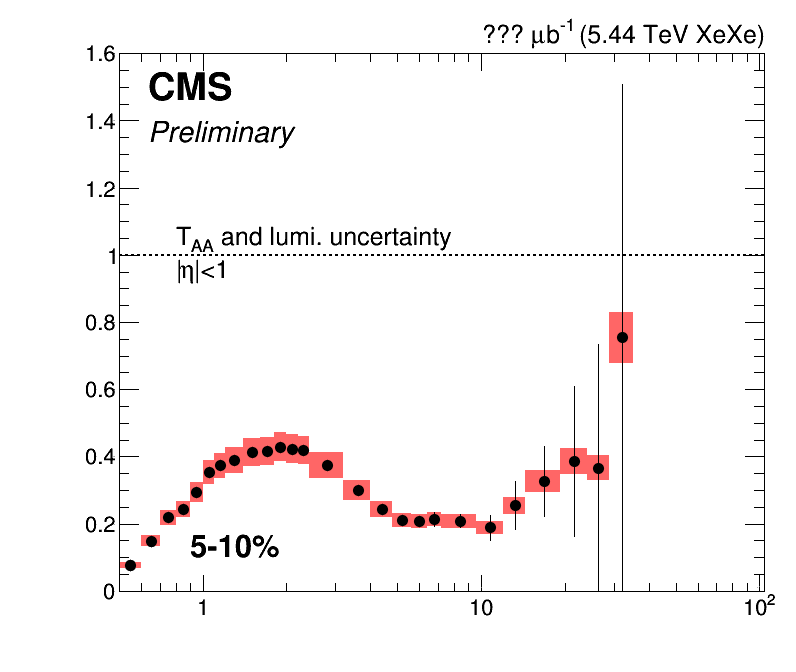 ??? μb⁻¹ (5.44 TeV XeXe)
CMS
Preliminary
T_AA and lumi. uncertainty
|η|<1
5-10%
1.6
1.4
1.2
1
0.8
0.6
0.4
0.2
0
1 10 10²